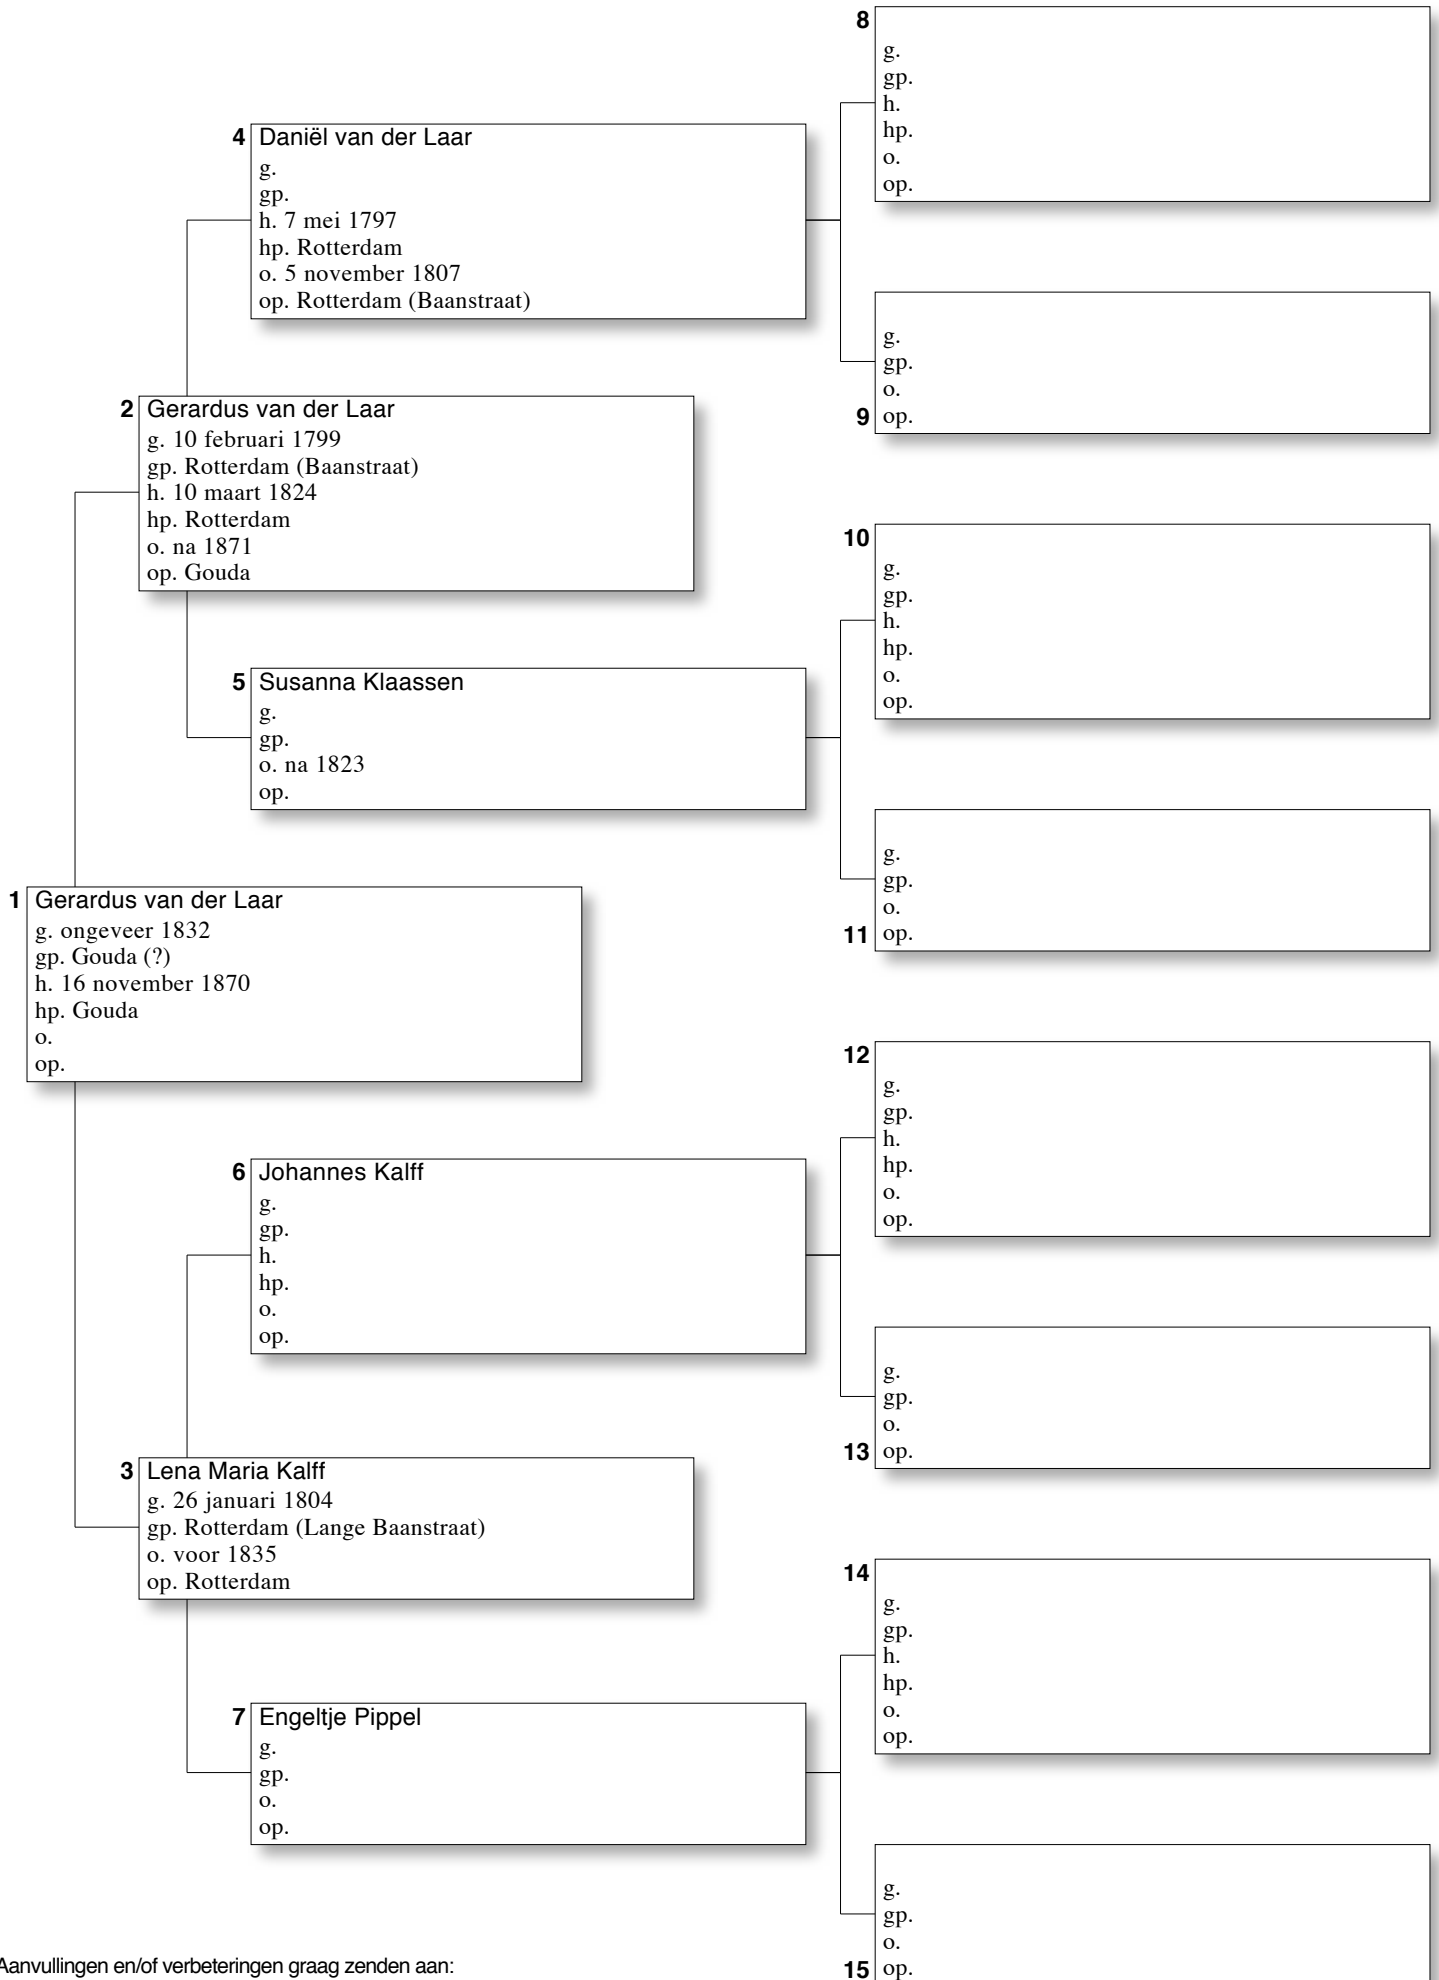 8
g.
gp.
h.
hp.
o.
op.
4 Daniël van der Laar
g.
gp.
h. 7 mei 1797
hp. Rotterdam
o. 5 november 1807
op. Rotterdam (Baanstraat)
g.
gp.
o.
9 op.
2 Gerardus van der Laar
g. 10 februari 1799
gp. Rotterdam (Baanstraat)
h. 10 maart 1824
hp. Rotterdam
o. na 1871
op. Gouda
10
g.
gp.
h.
hp.
o.
op.
5 Susanna Klaassen
g.
gp.
o. na 1823
op.
g.
gp.
o.
11 op.
1 Gerardus van der Laar
g. ongeveer 1832
gp. Gouda (?)
h. 16 november 1870
hp. Gouda
o.
op.
12
g.
gp.
h.
hp.
o.
op.
6 Johannes Kalff
g.
gp.
h.
hp.
o.
op.
g.
gp.
o.
13 op.
3 Lena Maria Kalff
g. 26 januari 1804
gp. Rotterdam (Lange Baanstraat)
o. voor 1835
op. Rotterdam
14
g.
gp.
h.
hp.
o.
op.
7 Engeltje Pippel
g.
gp.
o.
op.
g.
gp.
o.
15 op.
Aanvullingen en/of verbeteringen graag zenden aan: